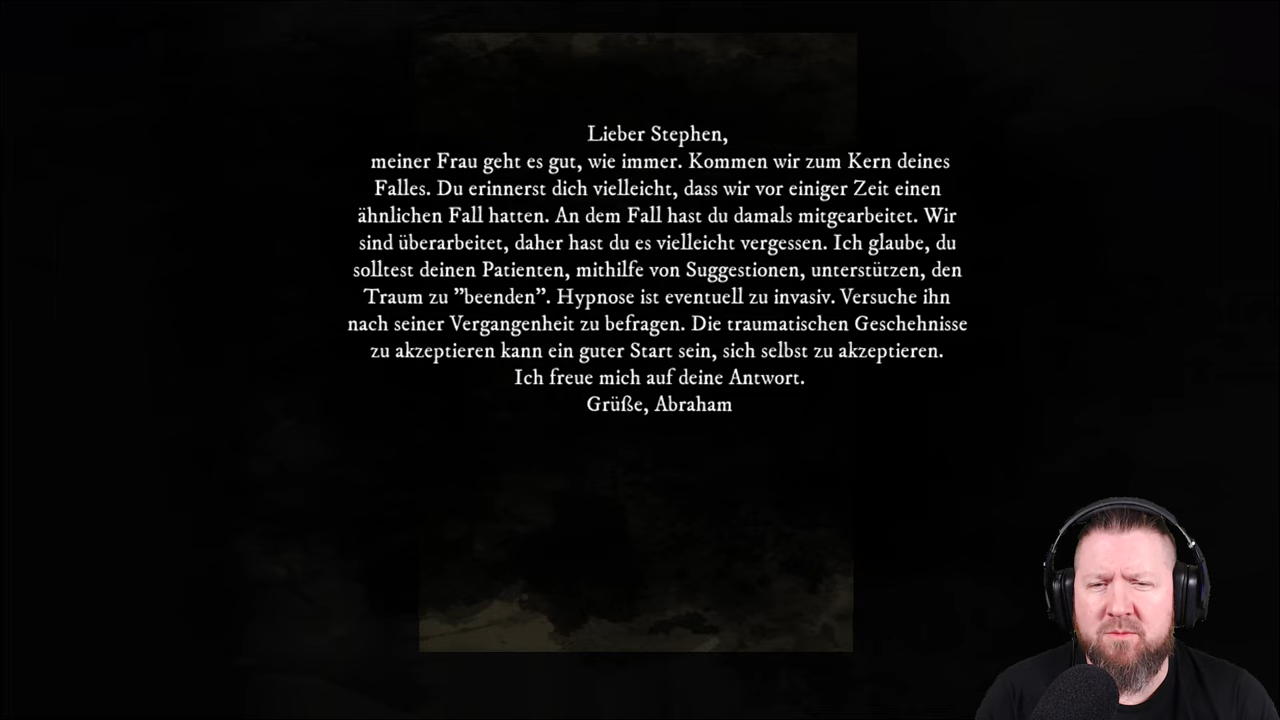 Lieber Stephen,
meiner Frau geht es gut, wie immer. Kommen wir zum Kern deines
Falles. Du erinnerst dich vielleicht, dass wir vor einiger Zeit einen
ähnlichen Fall hatten. An dem Fall hast du damals mitgearbeitet. Wir
sind überarbeitet, daher hast du es vielleicht vergessen. Ich glaube, du
solltest deinen Patienten, mithilfe von Suggestionen, unterstützen, den
Traum zu "beenden". Hypnose ist eventuell zu invasiv. Versuche ihn
nach seiner Vergangenheit zu befragen. Die traumatischen Geschehnisse
zu akzeptieren kann ein guter Start sein, sich selbst zu akzeptieren.
Ich freue mich auf deine Antwort.
Grüße, Abraham